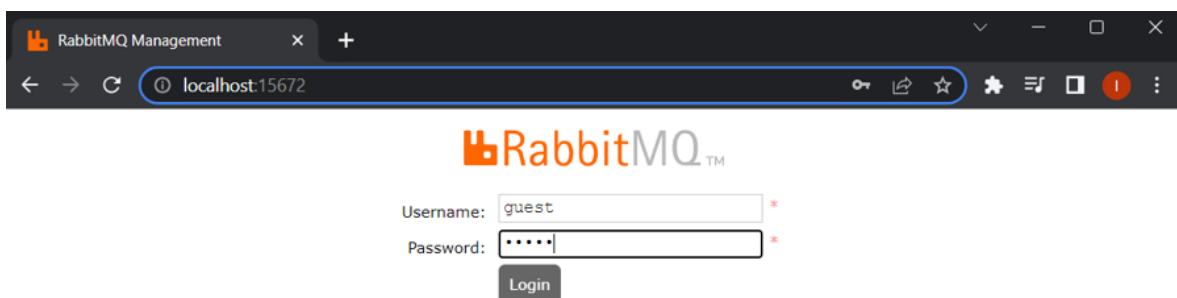 RabbitMQ Management
localhost:15672
I
RabbitMQ TM
Username: guest *
Password: ••••• *
Login